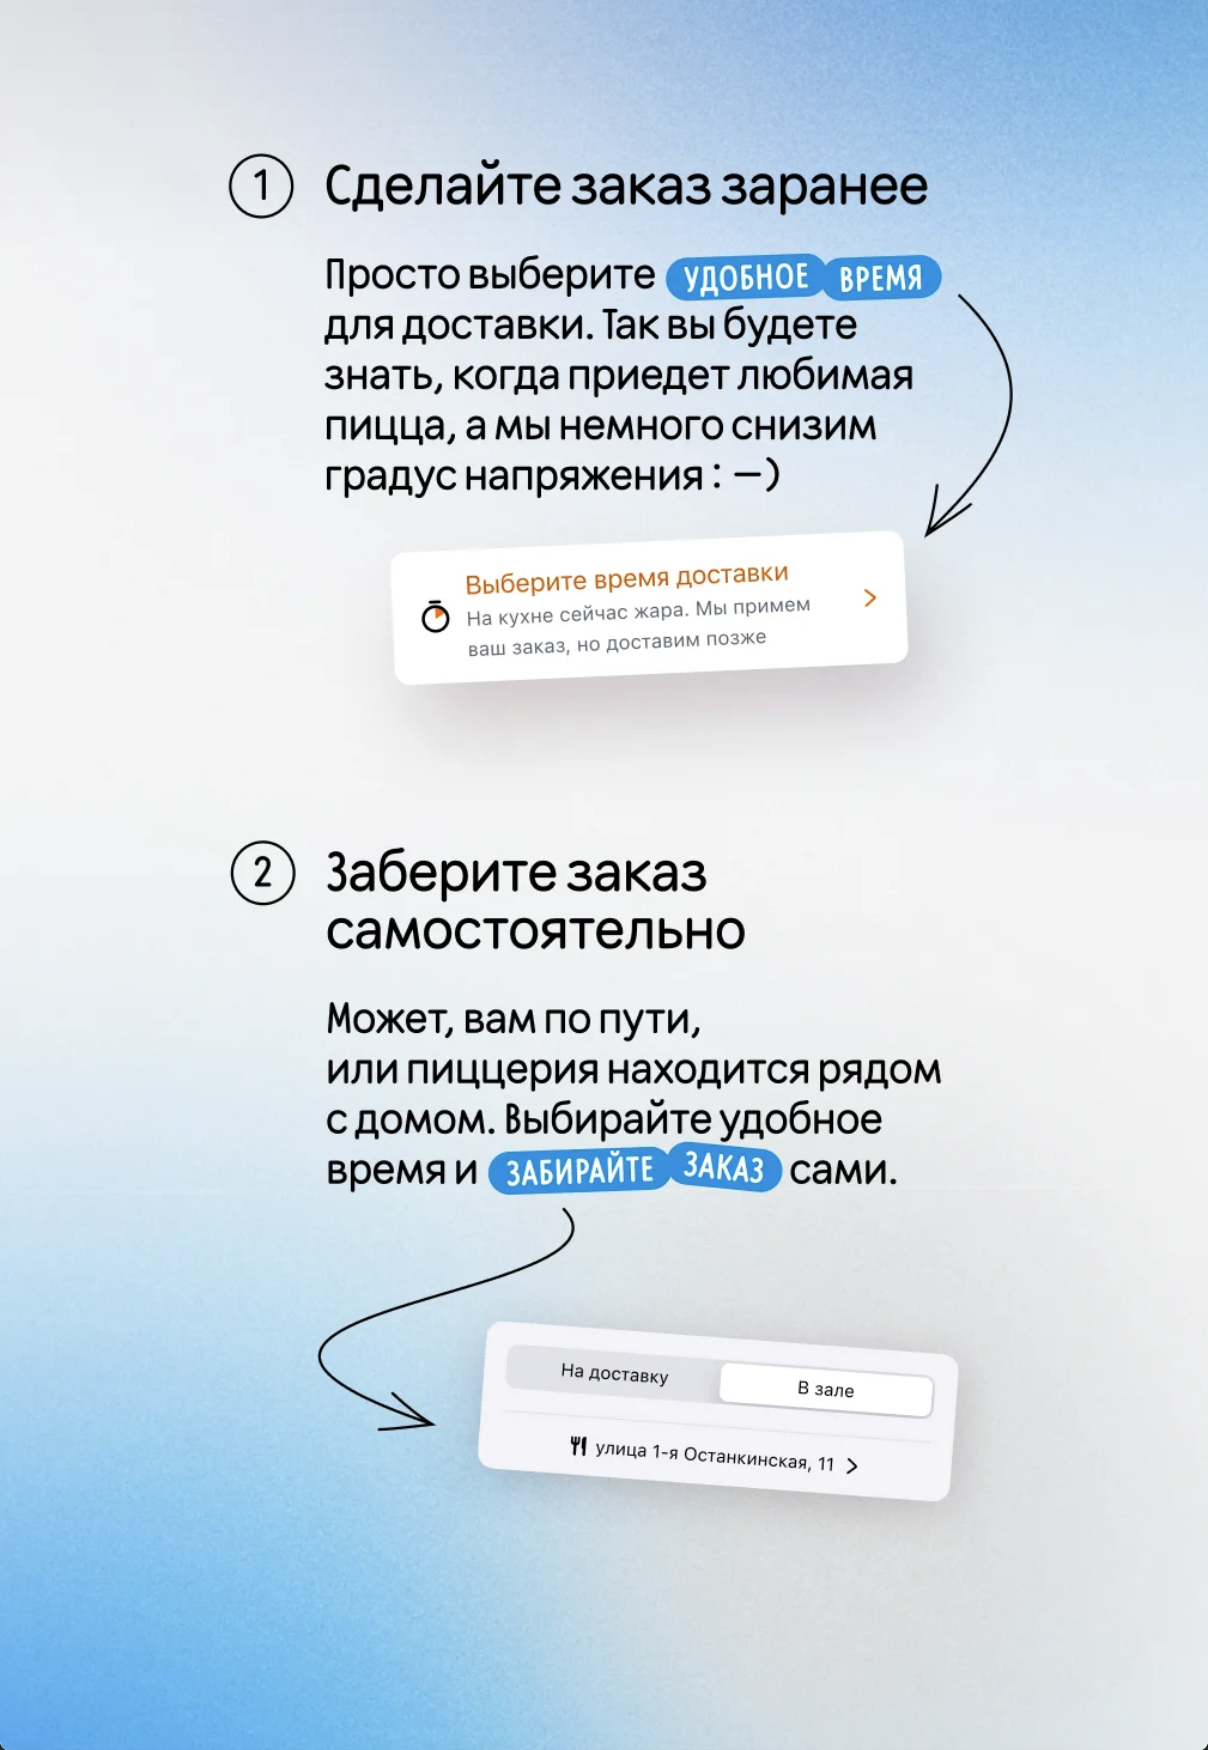 1 Сделайте заказ заранее
Просто выберите УДОБНОЕ ВРЕМЯ
для доставки. Так вы будете
знать, когда приедет любимая
пицца, а мы немного снизим
градус напряжения : —)
Выберите время доставки
На кухне сейчас жара. Мы примем
ваш заказ, но доставим позже
2 Заберите заказ
самостоятельно
Может, вам по пути,
или пиццерия находится рядом
с домом. Выбирайте удобное
время и ЗАБИРАЙТЕ ЗАКАЗ сами.
На доставку В зале
улица 1-я Останкинская, 11